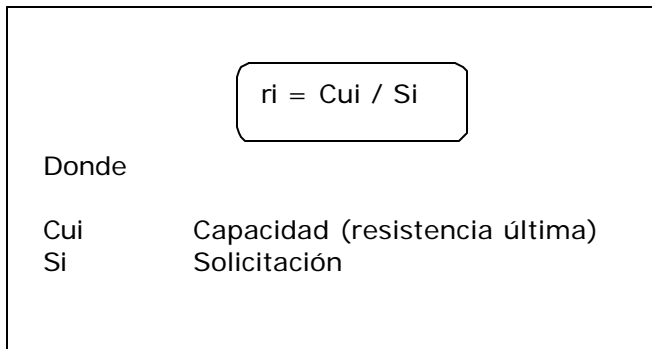 ri = Cui / Si
Donde
Cui Capacidad (resistencia última)
Si Solicitación